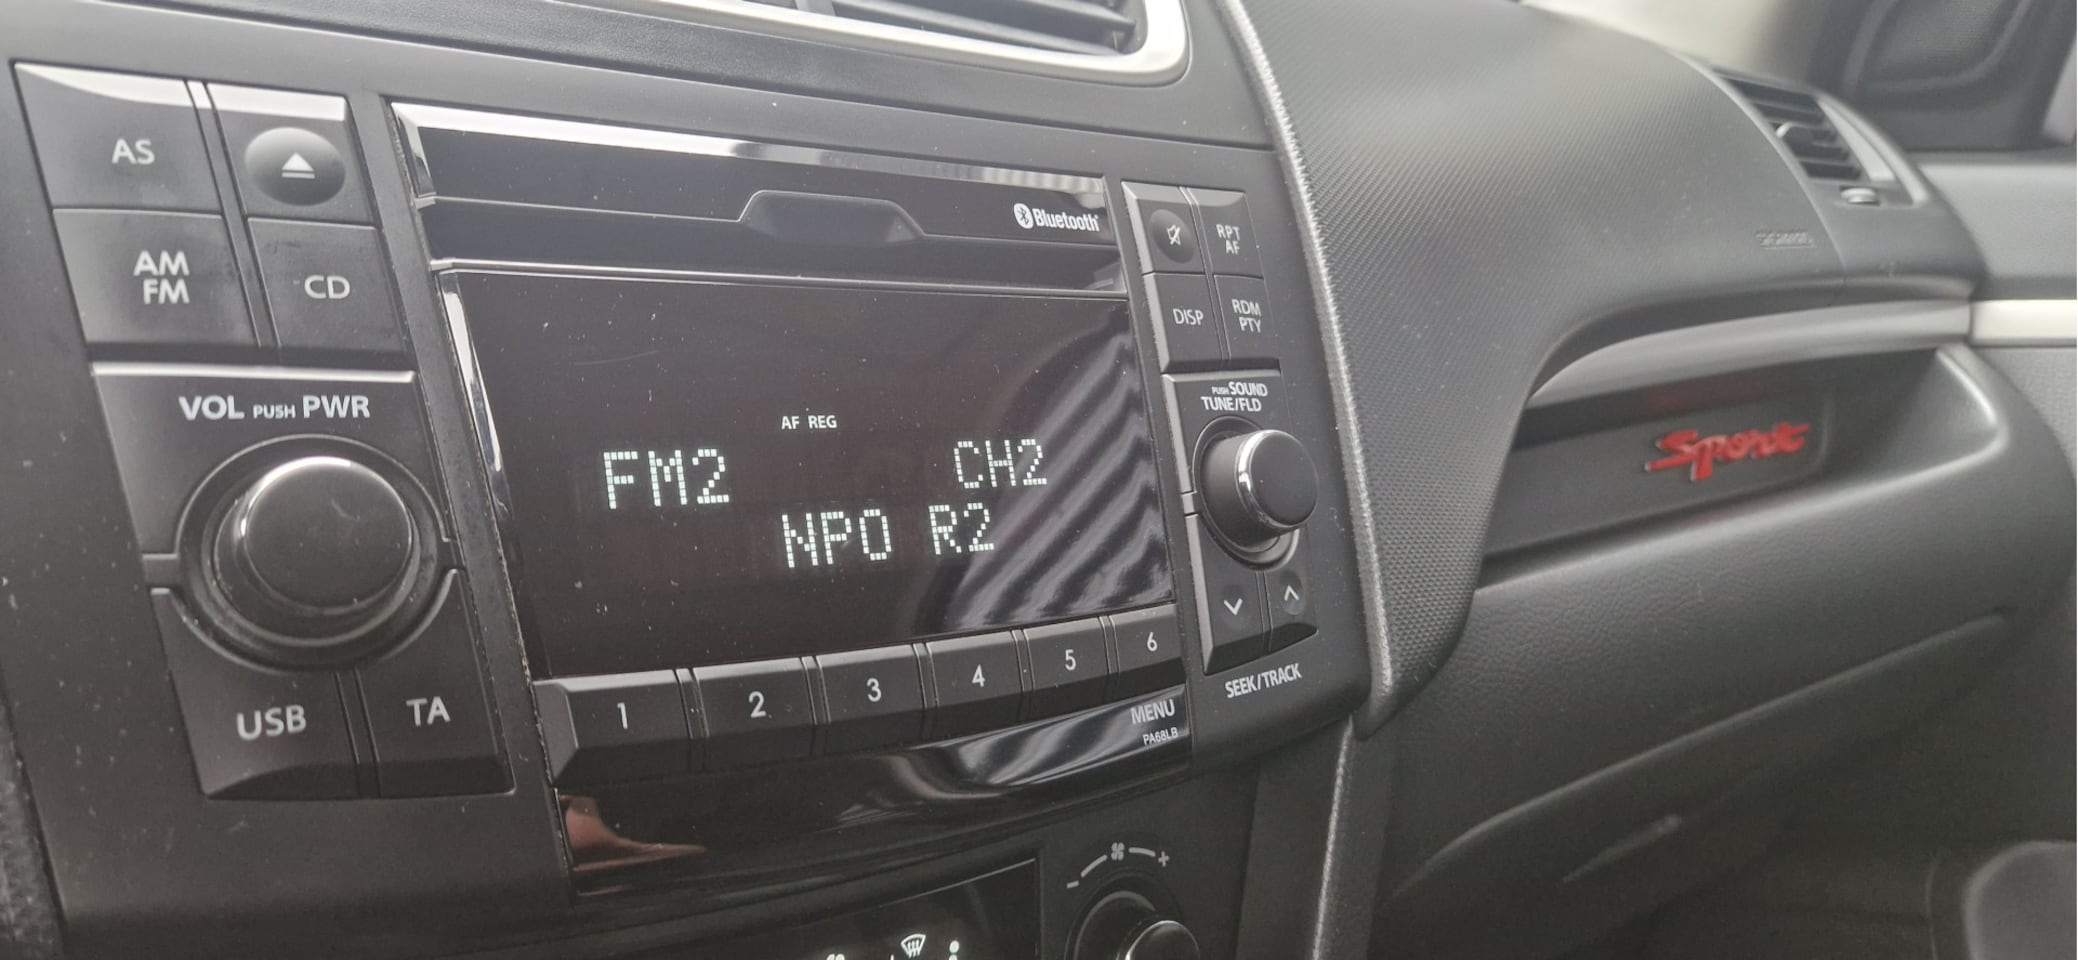 AS
AM
FM
CD
VOL PUSH PWR
USB
TA
Bluetooth
AF REG
FM2
CH2
NPO R2
1
2
3
4
5
6
MENU
PA68LB
RPT
AF
DISP
RDM
PTY
PUSH SOUND
TUNE/FLD
SEEK/TRACK
Sport
- +